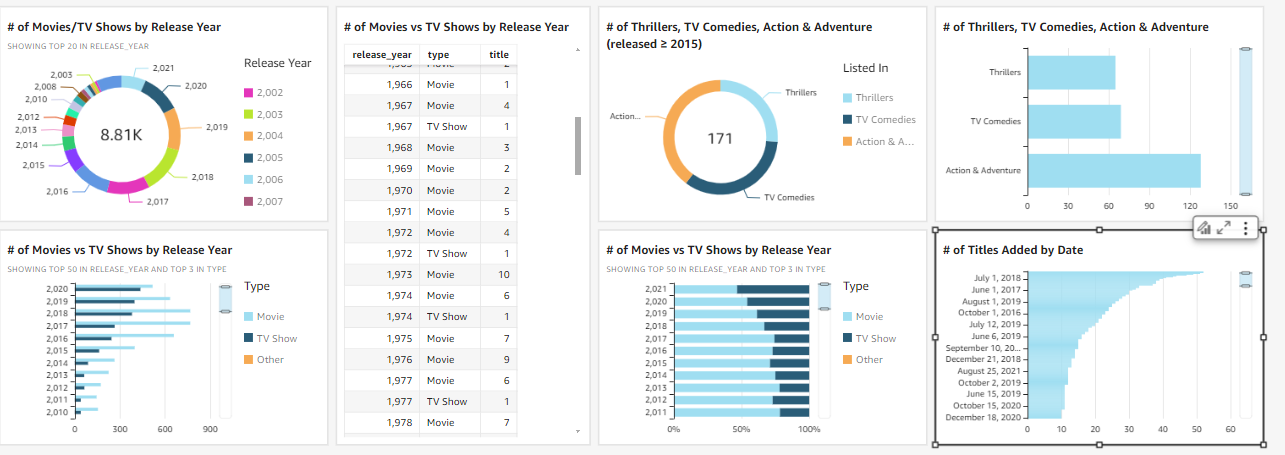 # of Movies/TV Shows by Release Year
SHOWING TOP 20 IN RELEASE_YEAR
2,003
2,008
2,010
2,012
2,013
2,014
2,015
2,016
2,017
2,018
2,019
2,020
2,021
8.81K
Release Year
2,002
2,003
2,004
2,005
2,006
2,007
# of Movies vs TV Shows by Release Year
release_year type title
1,966 Movie 1
1,967 Movie 4
1,967 TV Show 1
1,968 Movie 3
1,969 Movie 2
1,970 Movie 2
1,971 Movie 5
1,972 Movie 4
1,972 TV Show 1
1,973 Movie 10
1,974 Movie 6
1,974 TV Show 1
1,975 Movie 7
1,976 Movie 9
1,977 Movie 6
1,977 TV Show 1
1,978 Movie 7
# of Thrillers, TV Comedies, Action & Adventure
(released ≥ 2015)
Thrillers
Action...
TV Comedies
171
Listed In
Thrillers
TV Comedies
Action & A...
# of Thrillers, TV Comedies, Action & Adventure
Thrillers
TV Comedies
Action & Adventure
0 30 60 90 120 150
# of Movies vs TV Shows by Release Year
SHOWING TOP 50 IN RELEASE_YEAR AND TOP 3 IN TYPE
2,020
2,019
2,018
2,017
2,016
2,015
2,014
2,013
2,012
2,011
2,010
0 300 600 900
Type
Movie
TV Show
Other
# of Movies vs TV Shows by Release Year
SHOWING TOP 50 IN RELEASE_YEAR AND TOP 3 IN TYPE
2,021
2,020
2,019
2,018
2,017
2,016
2,015
2,014
2,013
2,012
2,011
0% 50% 100%
Type
Movie
TV Show
Other
# of Titles Added by Date
July 1, 2018
June 1, 2017
August 1, 2019
October 1, 2016
July 12, 2019
June 6, 2019
September 10, 20...
December 21, 2018
August 25, 2021
October 2, 2019
June 15, 2019
October 15, 2020
December 18, 2020
0 10 20 30 40 50 60